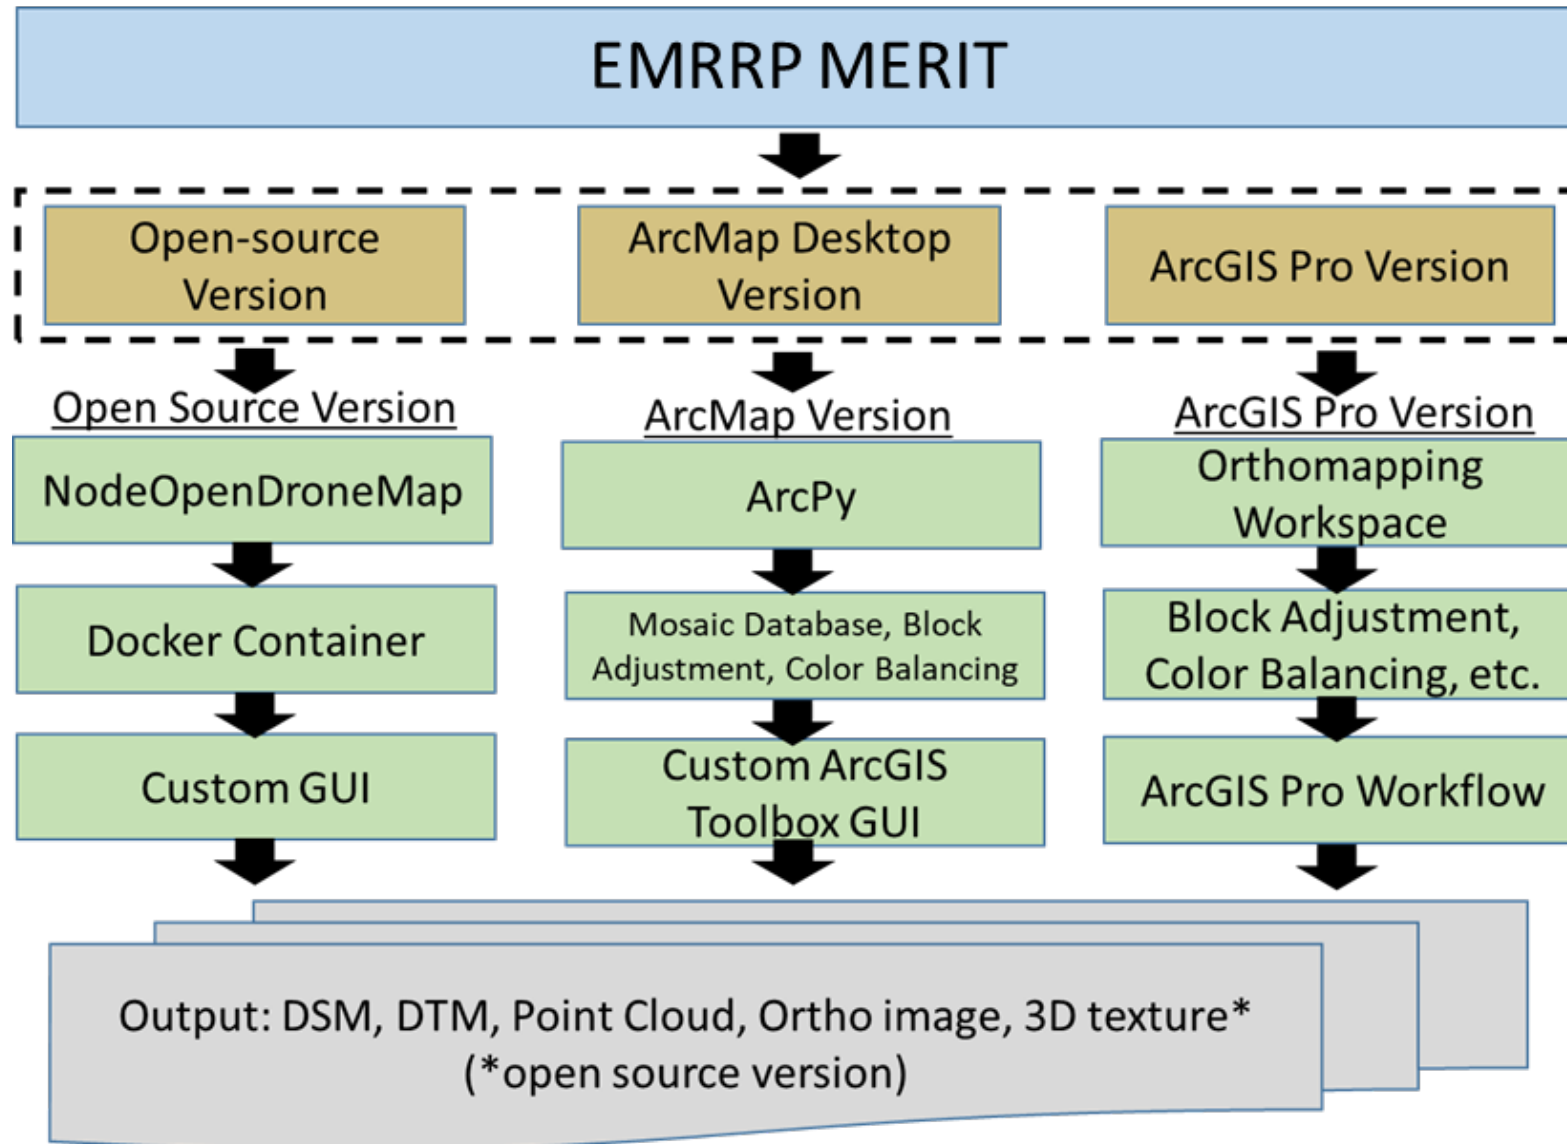 EMRRP MERIT
Open-source
Version
ArcMap Desktop
Version
ArcGIS Pro Version
Open Source Version
NodeOpenDroneMap
Docker Container
Custom GUI
ArcMap Version
ArcPy
Mosaic Database, Block
Adjustment, Color Balancing
Custom ArcGIS
Toolbox GUI
ArcGIS Pro Version
Orthomapping
Workspace
Block Adjustment,
Color Balancing, etc.
ArcGIS Pro Workflow
Output: DSM, DTM, Point Cloud, Ortho image, 3D texture*
(*open source version)